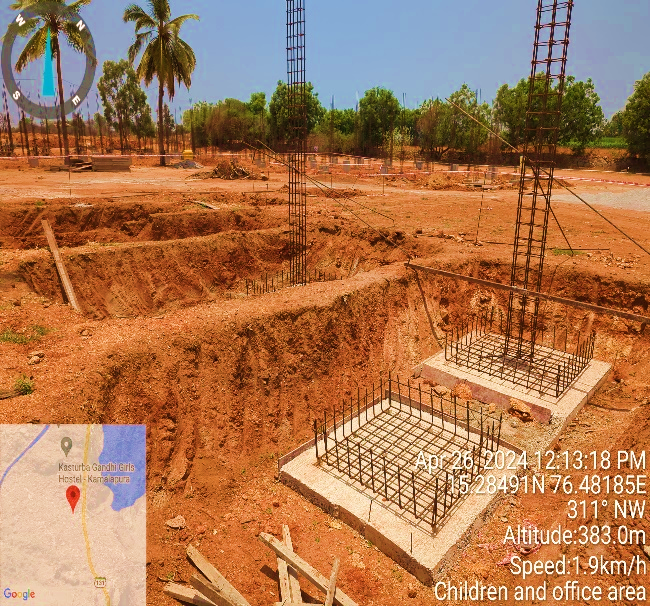 W
N
S
E
Kasturba Gandhi Girls
Hostel - Kamalapura
131
Google
Apr 26, 2024 12:13:18 PM
15.28491N 76.48185E
311° NW
Altitude:383.0m
Speed:1.9km/h
Children and office area